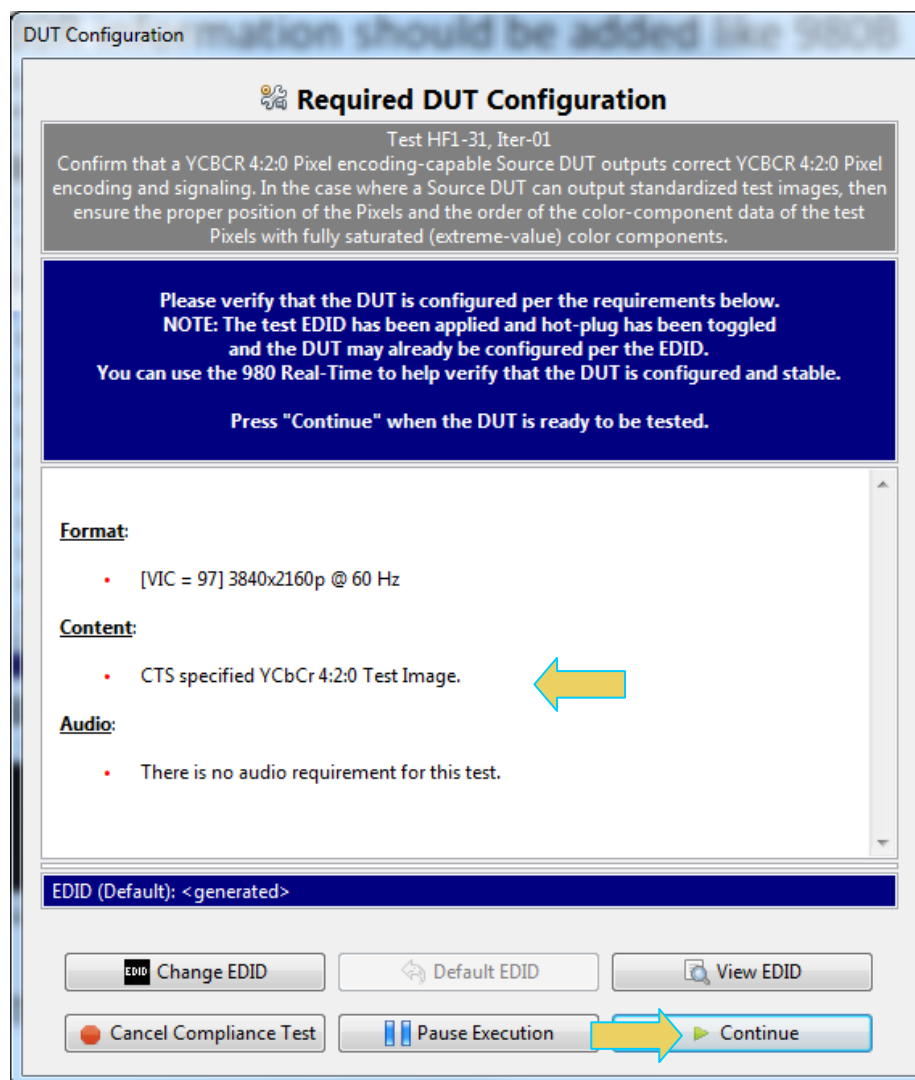 mation should be added like 980B
DUT Configuration
Required DUT Configuration
Test HF1-31, Iter-01
Confirm that a YCBCR 4:2:0 Pixel encoding-capable Source DUT outputs correct YCBCR 4:2:0 Pixel
encoding and signaling. In the case where a Source DUT can output standardized test images, then
ensure the proper position of the Pixels and the order of the color-component data of the test
Pixels with fully saturated (extreme-value) color components.
Please verify that the DUT is configured per the requirements below.
NOTE: The test EDID has been applied and hot-plug has been toggled
and the DUT may already be configured per the EDID.
You can use the 980 Real-Time to help verify that the DUT is configured and stable.
Press "Continue" when the DUT is ready to be tested.
Format:
• [VIC = 97] 3840x2160p @ 60 Hz
Content:
• CTS specified YCbCr 4:2:0 Test Image.
Audio:
• There is no audio requirement for this test.
EDID (Default): <generated>
EDID Change EDID Default EDID View EDID
Cancel Compliance Test Pause Execution Continue